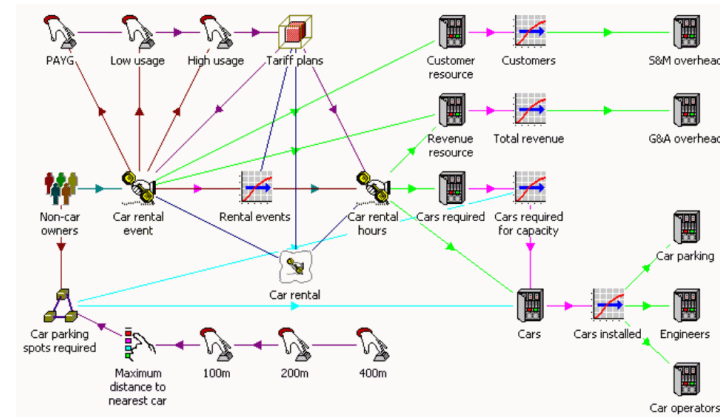 PAYG
Low usage
High usage
Tariff plans
Customer
resource
Customers
S&M overhead
Revenue
resource
Total revenue
G&A overhead
Non-car
owners
Car rental
event
Rental events
Car rental
hours
Cars required
Cars required
for capacity
Car parking
Car rental
Car parking
spots required
Cars
Cars installed
Engineers
Maximum
distance to
nearest car
100m
200m
400m
Car operators